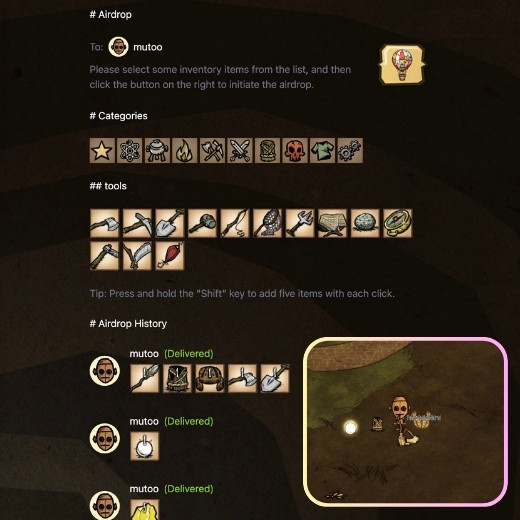 # Airdrop
To: mutoo
Please select some inventory items from the list, and then
click the button on the right to initiate the airdrop.
# Categories
## tools
Tip: Press and hold the "Shift" key to add five items with each click.
# Airdrop History
mutoo (Delivered)
mutoo (Delivered)
mutoo (Delivered)